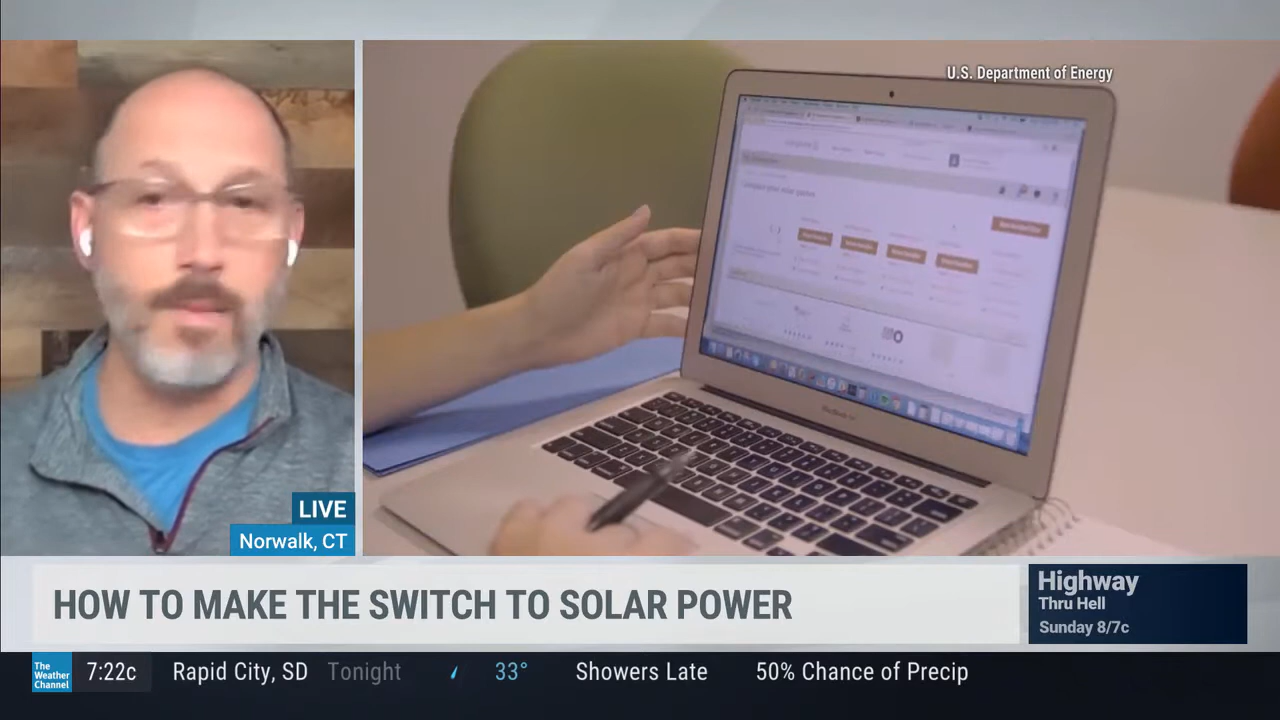 U.S. Department of Energy
LIVE
Norwalk, CT
HOW TO MAKE THE SWITCH TO SOLAR POWER
Highway
Thru Hell
Sunday 8/7c
The
Weather
Channel
7:22c Rapid City, SD Tonight 33° Showers Late 50% Chance of Precip